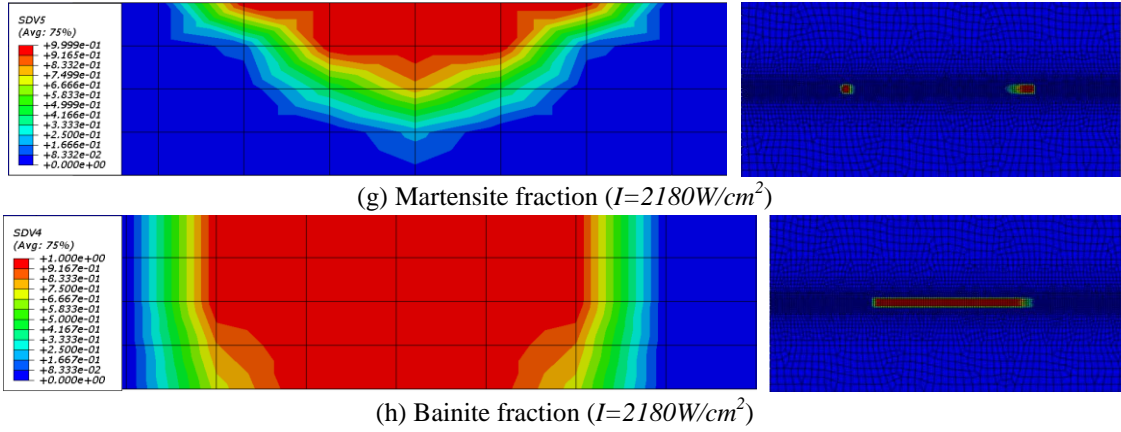 SDV5
(Avg: 75%)
+9.999e-01
+9.165e-01
+8.332e-01
+7.499e-01
+6.666e-01
+5.833e-01
+4.999e-01
+4.166e-01
+3.333e-01
+2.500e-01
+1.666e-01
+8.332e-02
+0.000e+00
(g) Martensite fraction (I=2180W/cm²)
SDV4
(Avg: 75%)
+1.000e+00
+9.167e-01
+8.333e-01
+7.500e-01
+6.667e-01
+5.833e-01
+5.000e-01
+4.167e-01
+3.333e-01
+2.500e-01
+1.667e-01
+8.333e-02
+0.000e+00
(h) Bainite fraction (I=2180W/cm²)